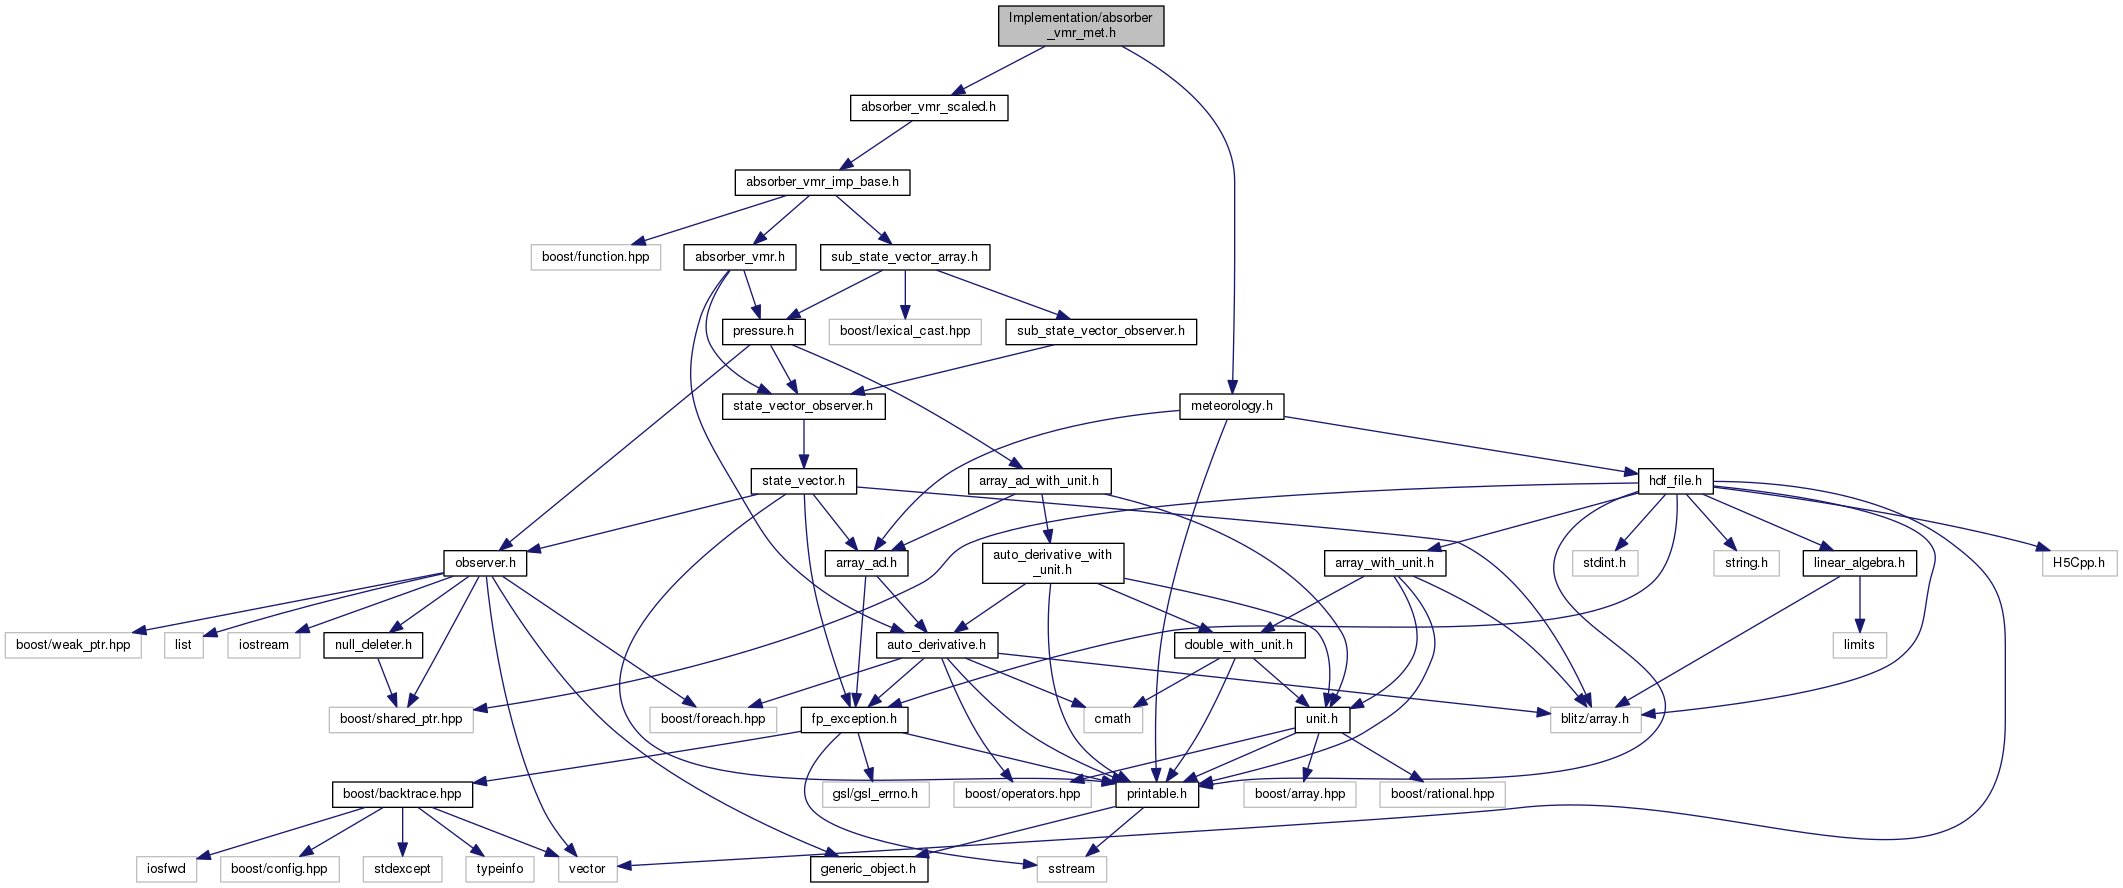 Implementation/absorber
_vmr_met.h
absorber_vmr_scaled.h
absorber_vmr_imp_base.h
boost/function.hpp
absorber_vmr.h
sub_state_vector_array.h
pressure.h
boost/lexical_cast.hpp
sub_state_vector_observer.h
state_vector_observer.h
meteorology.h
state_vector.h
array_ad_with_unit.h
hdf_file.h
observer.h
array_ad.h
auto_derivative_with
_unit.h
array_with_unit.h
stdint.h
string.h
linear_algebra.h
H5Cpp.h
boost/weak_ptr.hpp
list
iostream
null_deleter.h
auto_derivative.h
double_with_unit.h
limits
boost/shared_ptr.hpp
boost/foreach.hpp
fp_exception.h
cmath
unit.h
blitz/array.h
boost/backtrace.hpp
gsl/gsl_errno.h
boost/operators.hpp
printable.h
boost/array.hpp
boost/rational.hpp
iosfwd
boost/config.hpp
stdexcept
typeinfo
vector
generic_object.h
sstream